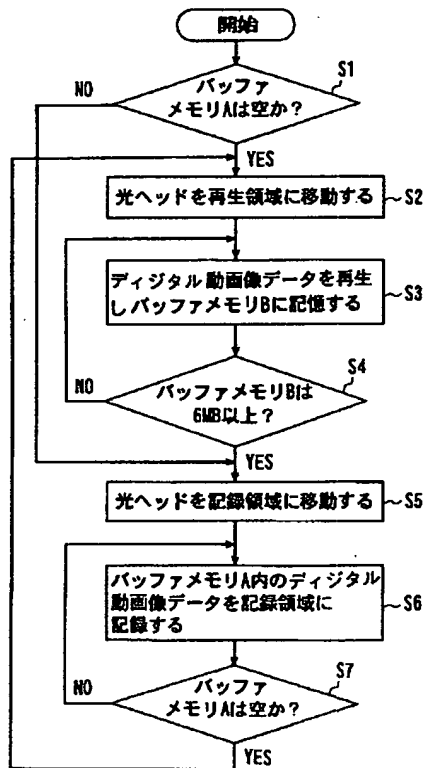 開始
バッファ
メモリAは空か?
S1
NO
YES
光ヘッドを再生領域に移動する
S2
ディジタル動画像データを再生
しバッファメモリBに記憶する
S3
バッファメモリBは
6MB以上?
S4
NO
YES
光ヘッドを記録領域に移動する
S5
バッファメモリA内のディジタル
動画像データを記録領域に
記録する
S6
バッファ
メモリAは空か?
S7
NO
YES